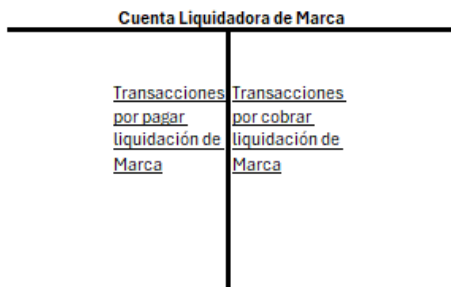 Cuenta Liquidadora de Marca
Transacciones
por pagar
liquidación de
Marca
Transacciones
por cobrar
liquidación de
Marca